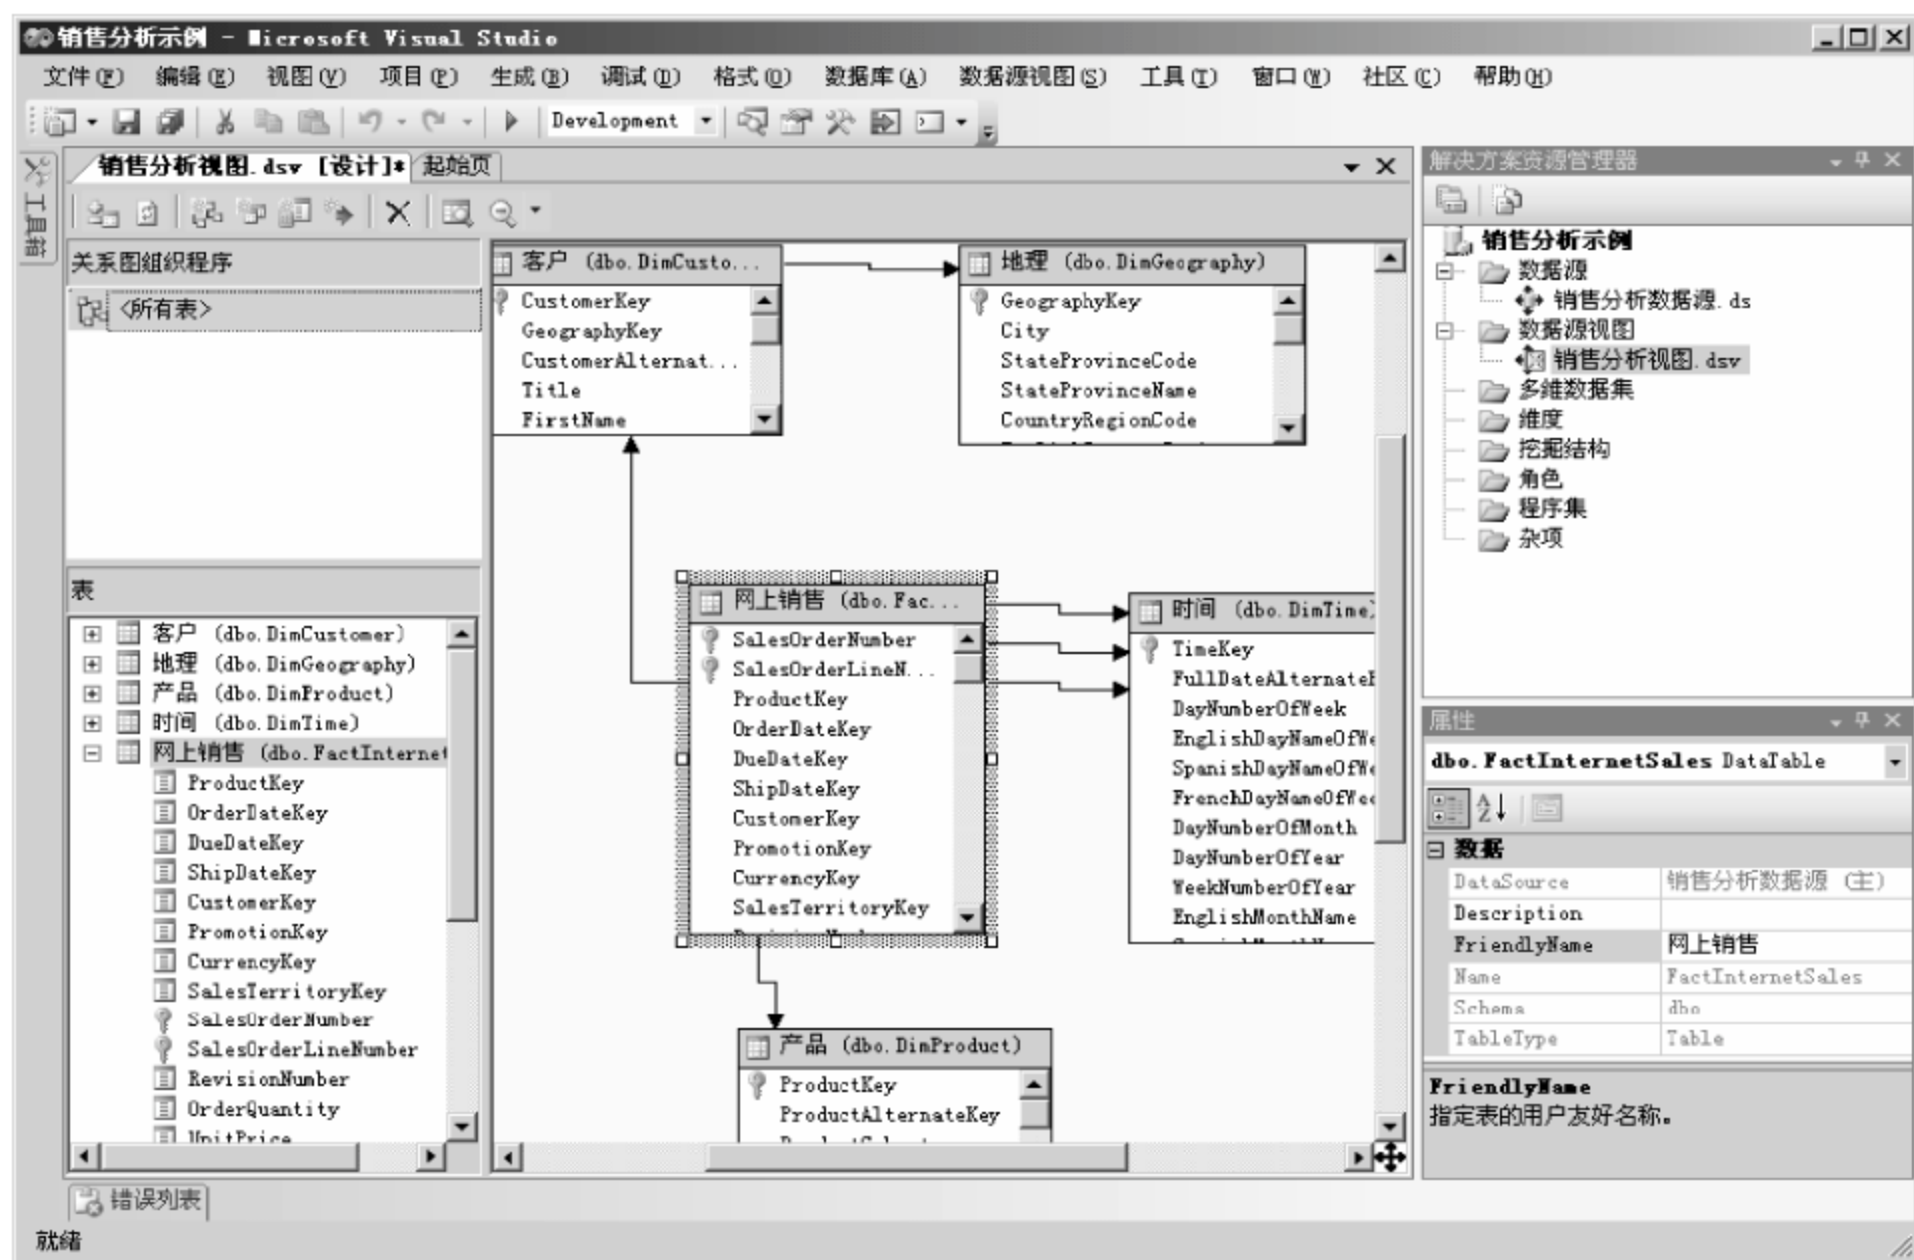 销售分析示例 - Microsoft Visual Studio
文件(F) 编辑(E) 视图(V) 项目(P) 生成(B) 调试(D) 格式(O) 数据库(A) 数据源视图(S) 工具(T) 窗口(W) 社区(C) 帮助(H)
Development
工具箱
销售分析视图.dsv [设计]* 起始页
关系图组织程序
<所有表>
表
客户 (dbo.DimCustomer)
地理 (dbo.DimGeography)
产品 (dbo.DimProduct)
时间 (dbo.DimTime)
网上销售 (dbo.FactInternet
ProductKey
OrderDateKey
DueDateKey
ShipDateKey
CustomerKey
PromotionKey
CurrencyKey
SalesTerritoryKey
SalesOrderNumber
SalesOrderLineNumber
RevisionNumber
OrderQuantity
UnitPrice
客户 (dbo.DimCusto...
CustomerKey
GeographyKey
CustomerAlternat...
Title
FirstName
地理 (dbo.DimGeography)
GeographyKey
City
StateProvinceCode
StateProvinceName
CountryRegionCode
网上销售 (dbo.Fac...
SalesOrderNumber
SalesOrderLineN...
ProductKey
OrderDateKey
DueDateKey
ShipDateKey
CustomerKey
PromotionKey
CurrencyKey
SalesTerritoryKey
时间 (dbo.DimTime)
TimeKey
FullDateAlternateK
DayNumberOfWeek
EnglishDayNameOfWe
SpanishDayNameOfWe
FrenchDayNameOfWee
DayNumberOfMonth
DayNumberOfYear
WeekNumberOfYear
EnglishMonthName
产品 (dbo.DimProduct)
ProductKey
ProductAlternateKey
解决方案资源管理器
销售分析示例
数据源
销售分析数据源.ds
数据源视图
销售分析视图.dsv
多维数据集
维度
挖掘结构
角色
程序集
杂项
属性
dbo.FactInternetSales DataTable
数据
DataSource 销售分析数据源 (主)
Description
FriendlyName 网上销售
Name FactInternetSales
Schema dbo
TableType Table
FriendlyName
指定表的用户友好名称。
错误列表
就绪